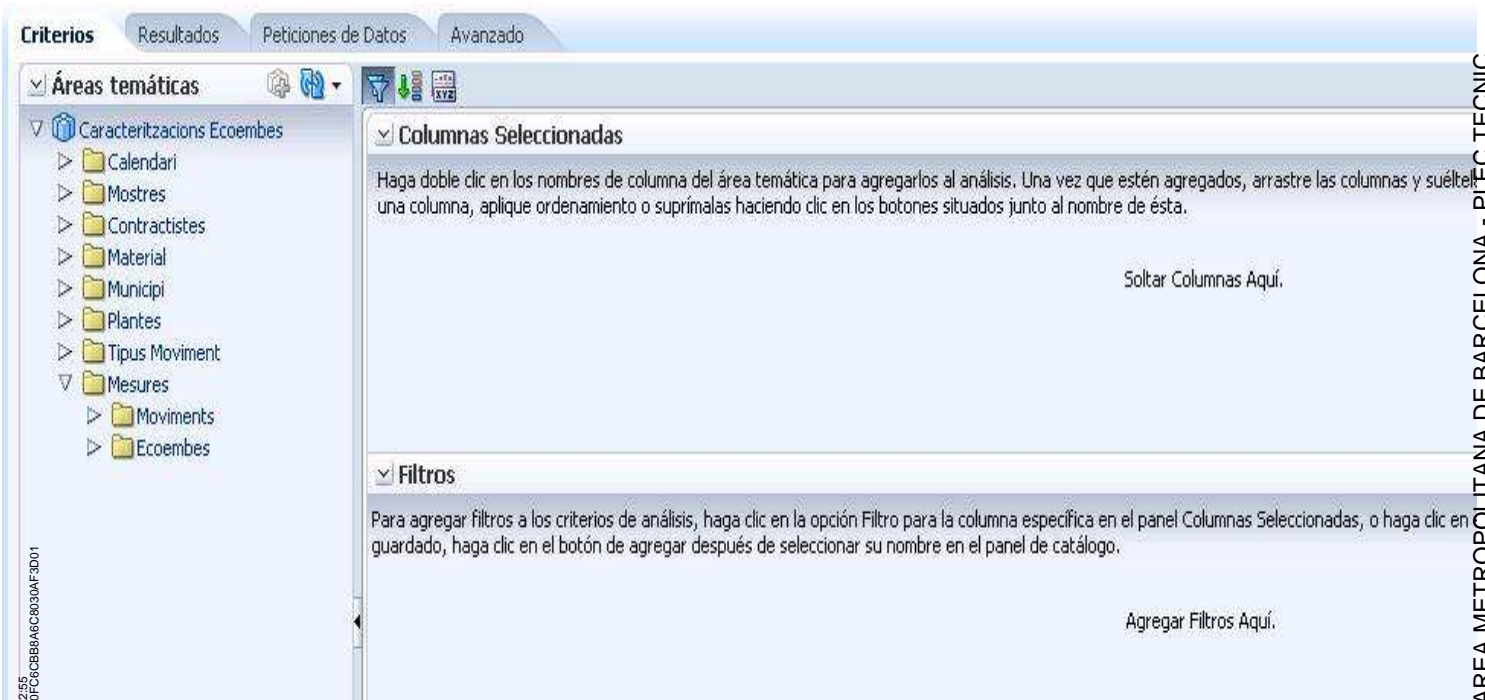 Criterios Resultados Peticiones de Datos Avanzado
Áreas temáticas
Caracteritzacions Ecoembes
Calendari
Mostres
Contractistes
Material
Municipi
Plantes
Tipus Moviment
Mesures
Moviments
Ecoembes
XYZ
Columnas Seleccionadas
Haga doble clic en los nombres de columna del área temática para agregarlos al análisis. Una vez que estén agregados, arrastre las columnas y
una columna, aplique ordenamiento o suprímalas haciendo clic en los botones situados junto al nombre de ésta.
Soltar Columnas Aquí.
Filtros
Para agregar filtros a los criterios de análisis, haga clic en la opción Filtro para la columna específica en el panel Columnas Seleccionadas, o haga clic en
guardado, haga clic en el botón de agregar después de seleccionar su nombre en el panel de catálogo.
Agregar Filtros Aquí.
2:55
0FC6CBB8A6C8030AF3D01
AREA METROPOLITANA DE BARCELONA - PLTEC TECNIC